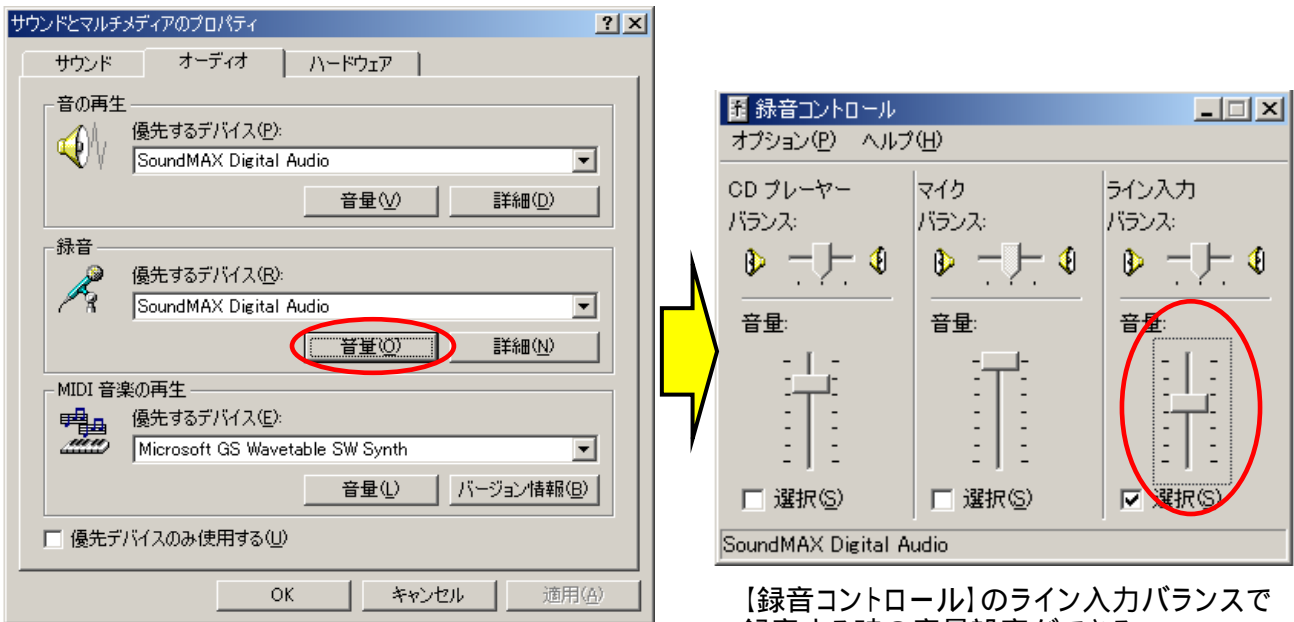 サウンドとマルチメディアのプロパティ
サウンド
オーディオ
ハードウェア
音の再生
優先するデバイス(P):
SoundMAX Digital Audio
音量(V)
詳細(D)
録音
優先するデバイス(R):
SoundMAX Digital Audio
音量(O)
詳細(N)
MIDI 音楽の再生
優先するデバイス(E):
Microsoft GS Wavetable SW Synth
音量(L)
バージョン情報(B)
優先デバイスのみ使用する(U)
OK
キャンセル
適用(A)
録音コントロール
オプション(P) ヘルプ(H)
CD プレーヤー
バランス:
音量:
選択(S)
マイク
バランス:
音量:
選択(S)
ライン入力
バランス:
音量:
選択(S)
SoundMAX Digital Audio
【録音コントロール】のライン入力バランスで